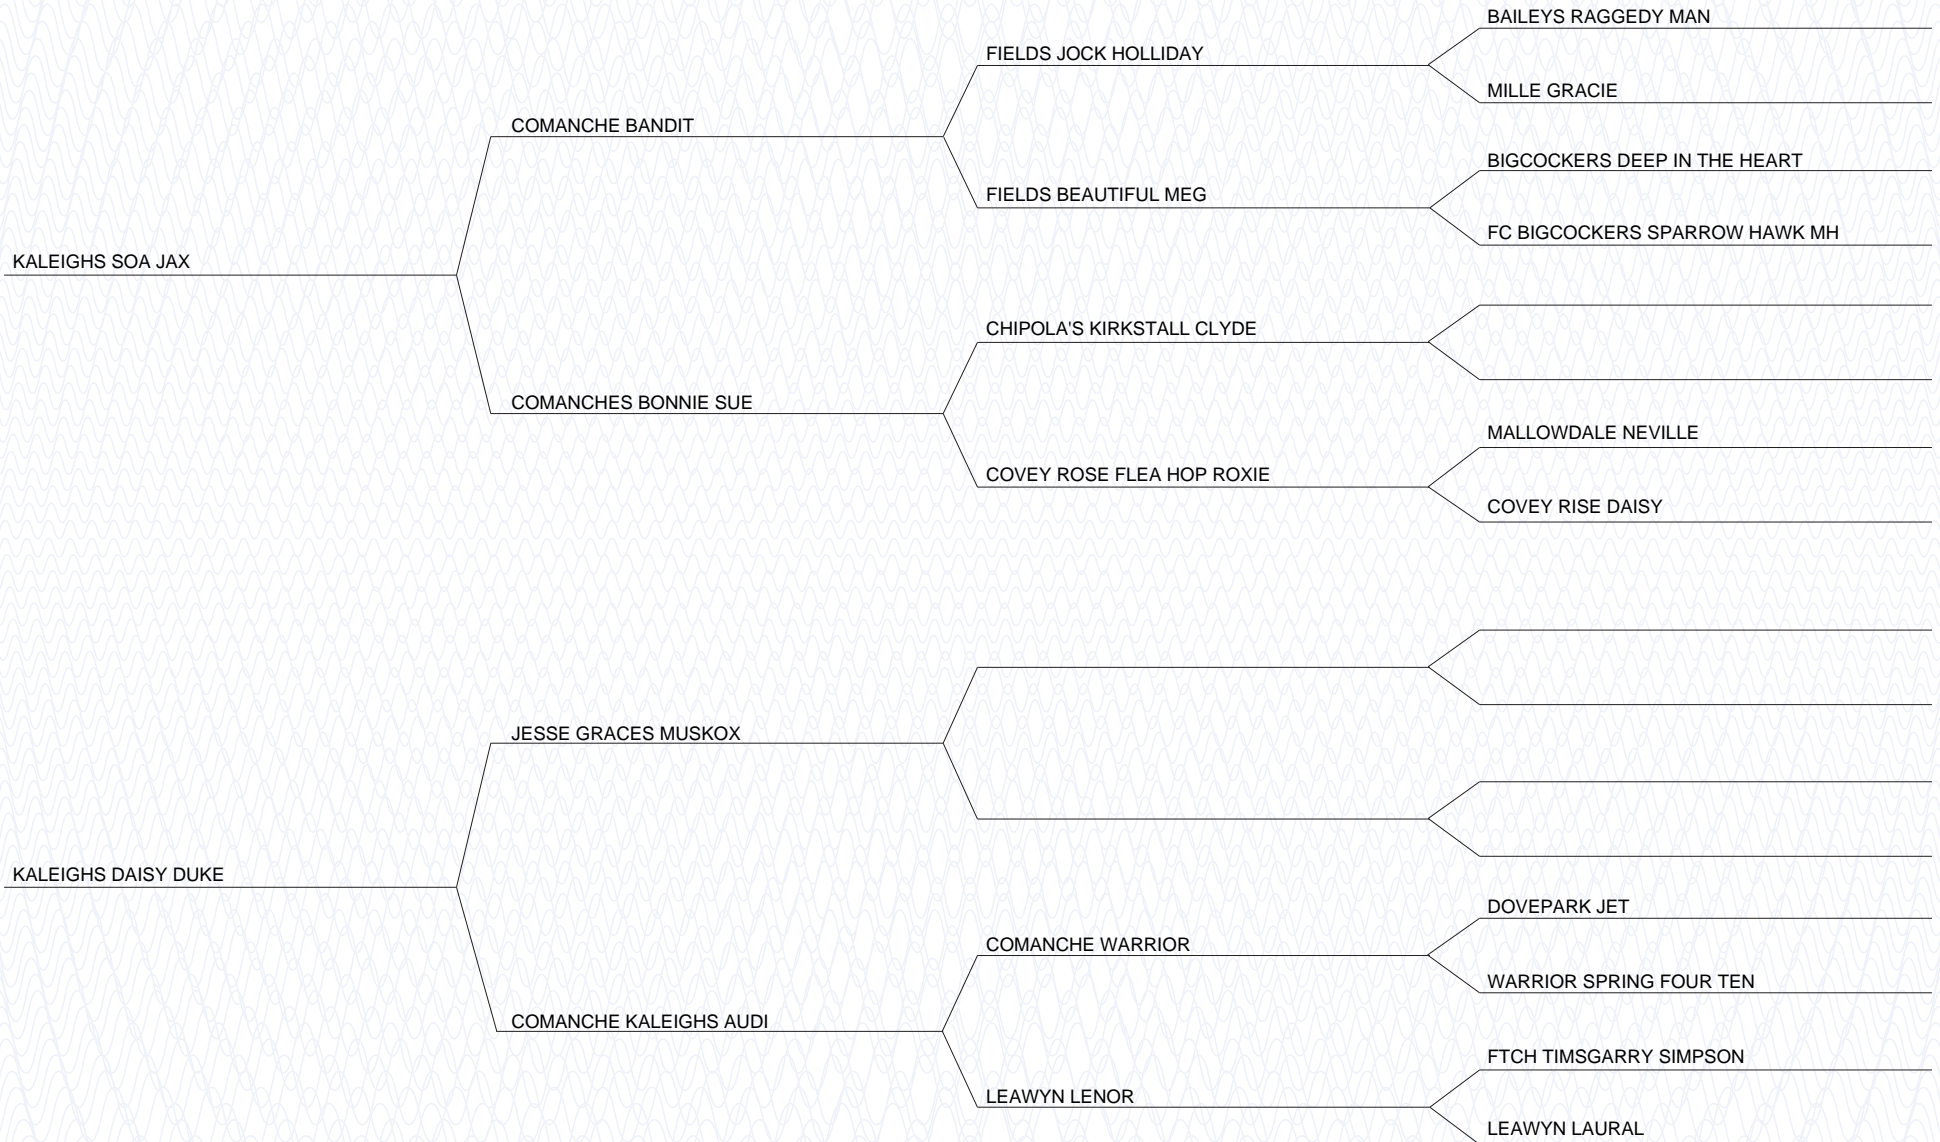 BAILEYS RAGGEDY MAN
FIELDS JOCK HOLLIDAY
MILLE GRACIE
COMANCHE BANDIT
BIGCOCKERS DEEP IN THE HEART
FIELDS BEAUTIFUL MEG
FC BIGCOCKERS SPARROW HAWK MH
KALEIGHS SOA JAX
CHIPOLA'S KIRKSTALL CLYDE
COMANCHES BONNIE SUE
MALLOWDALE NEVILLE
COVEY ROSE FLEA HOP ROXIE
COVEY RISE DAISY
JESSE GRACES MUSKOX
KALEIGHS DAISY DUKE
DOVEPARK JET
COMANCHE WARRIOR
WARRIOR SPRING FOUR TEN
COMANCHE KALEIGHS AUDI
FTCH TIMSGARRY SIMPSON
LEAWYN LENOR
LEAWYN LAURAL